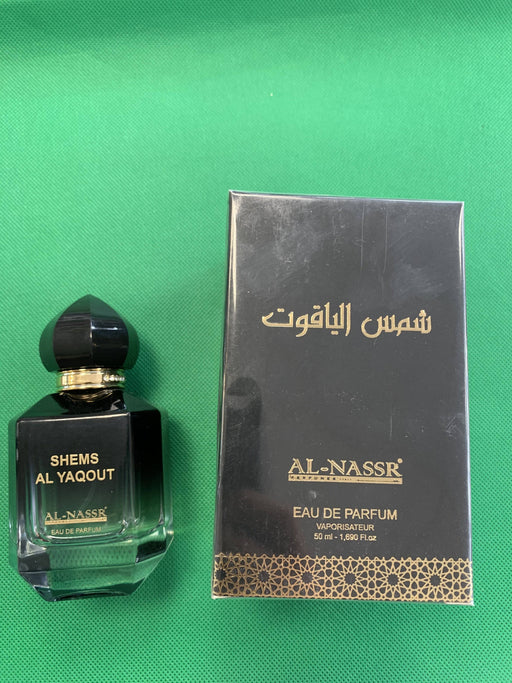 SHEMS
AL YAQOUT
AL-NASSR
EAU DE PARFUM
شمس الياقوت
AL-NASSR®
PERFUMES
EAU DE PARFUM
VAPORISATEUR
50 ml - 1,690 Fl.oz